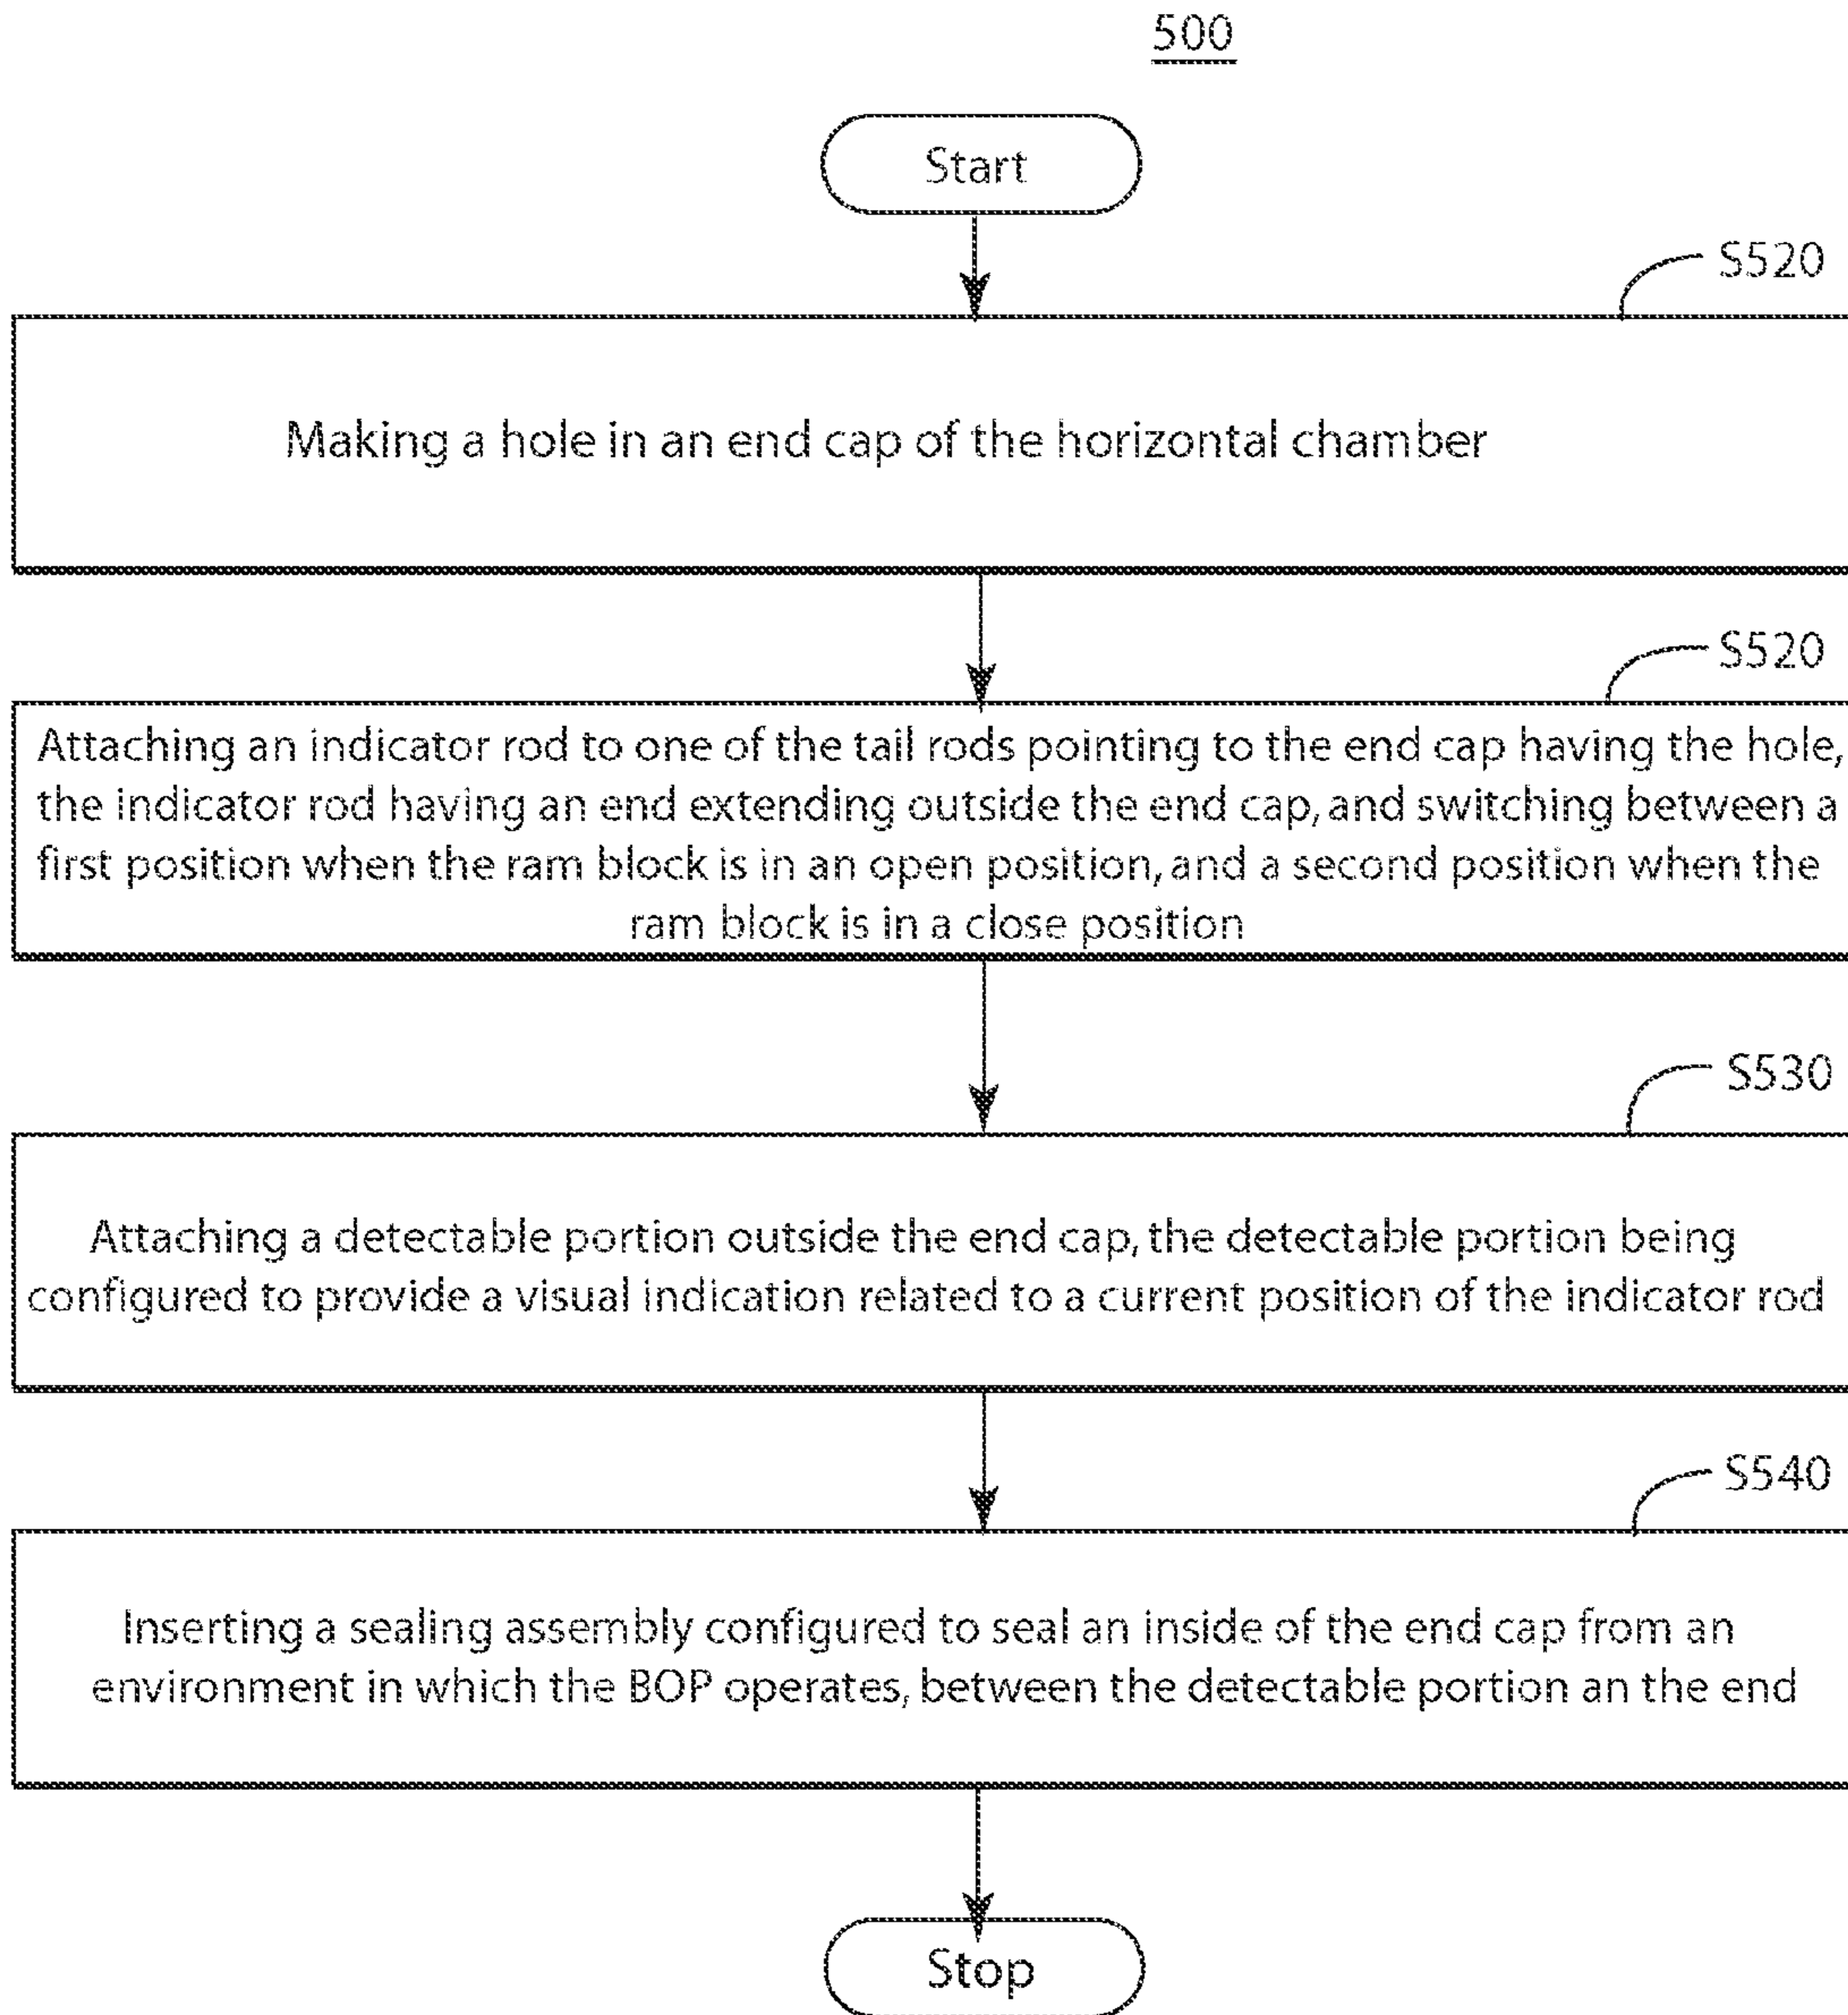 500
Start
S520
Making a hole in an end cap of the horizontal chamber
S520
Attaching an indicator rod to one of the tail rods pointing to the end cap having the hole,
the indicator rod having an end extending outside the end cap, and switching between a
first position when the ram block is in an open position, and a second position when the
ram block is in a close position
S530
Attaching a detectable portion outside the end cap, the detectable portion being
configured to provide a visual indication related to a current position of the indicator rod
S540
Inserting a sealing assembly configured to seal an inside of the end cap from an
environment in which the BOP operates, between the detectable portion an the end
Stop